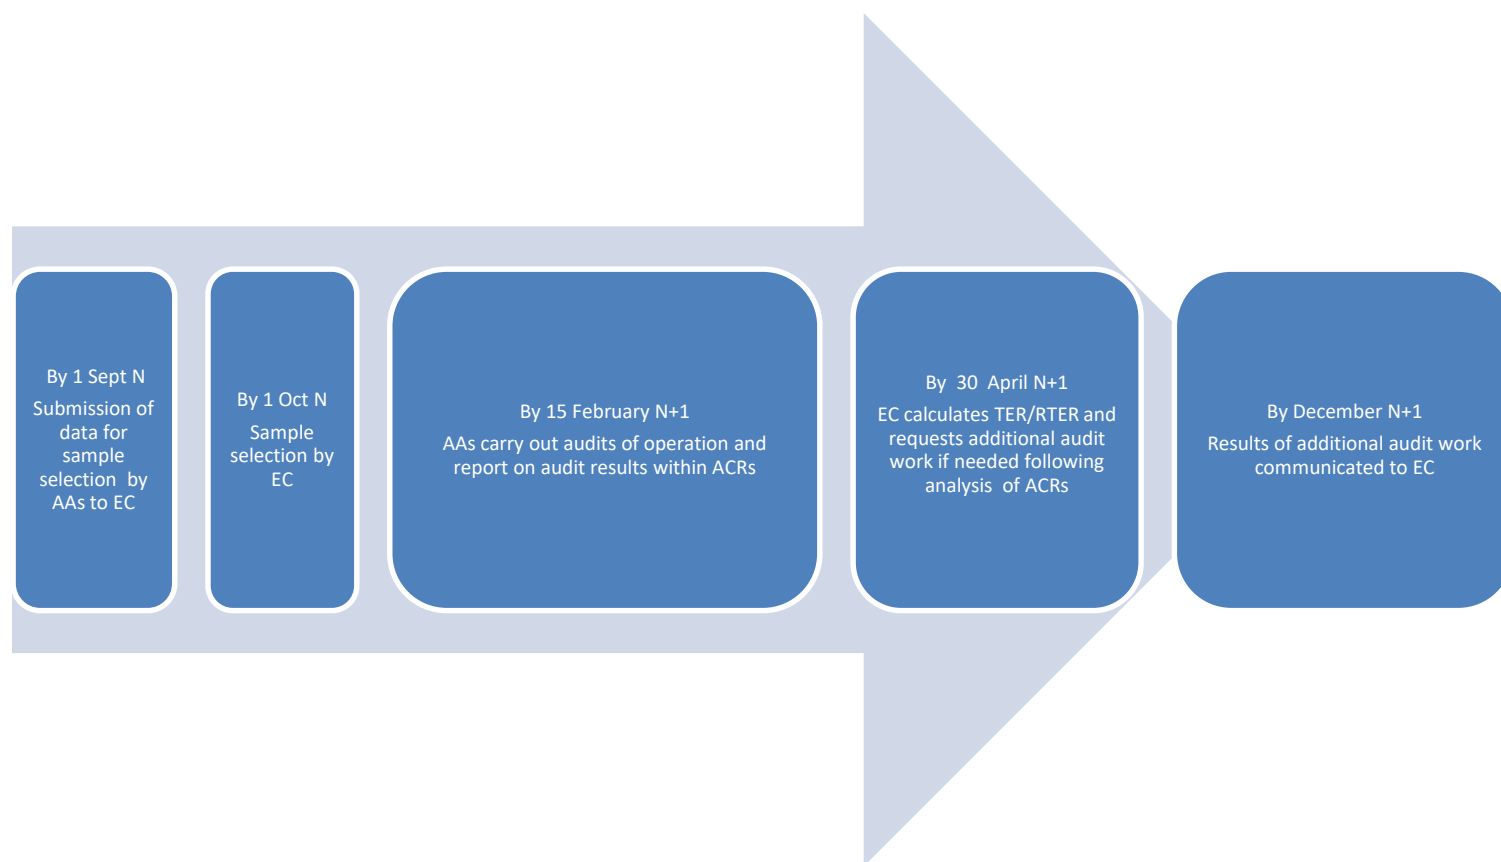 By 1 Sept N
Submission of
data for
sample
selection by
AAs to EC
By 1 Oct N
Sample
selection by
EC
By 15 February N+1
AAs carry out audits of operation and
report on audit results within ACRs
By 30 April N+1
EC calculates TER/RTER and
requests additional audit
work if needed following
analysis of ACRs
By December N+1
Results of additional audit work
communicated to EC